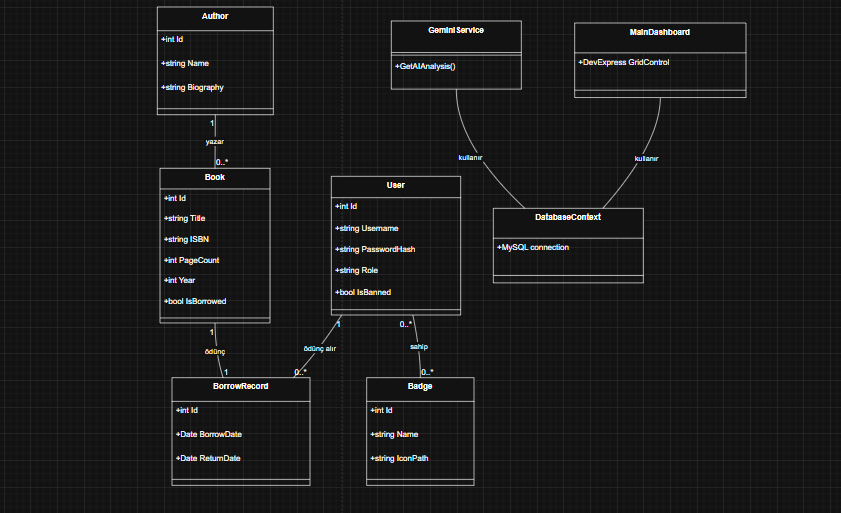 Author
+int Id
+string Name
+string Biography
1
yazar
0..*
Book
+int Id
+string Title
+string ISBN
+int PageCount
+int Year
+bool IsBorrowed
1
ödünç
1
BorrowRecord
+int Id
+Date BorrowDate
+Date ReturnDate
User
+int Id
+string Username
+string PasswordHash
+string Role
+bool IsBanned
1
ödünç alır
0..*
0..*
sahip
0..*
Badge
+int Id
+string Name
+string IconPath
GeminiService
+GetAIAnalysis()
kullanır
MainDashboard
+DevExpress GridControl
kullanır
DatabaseContext
+MySQL connection